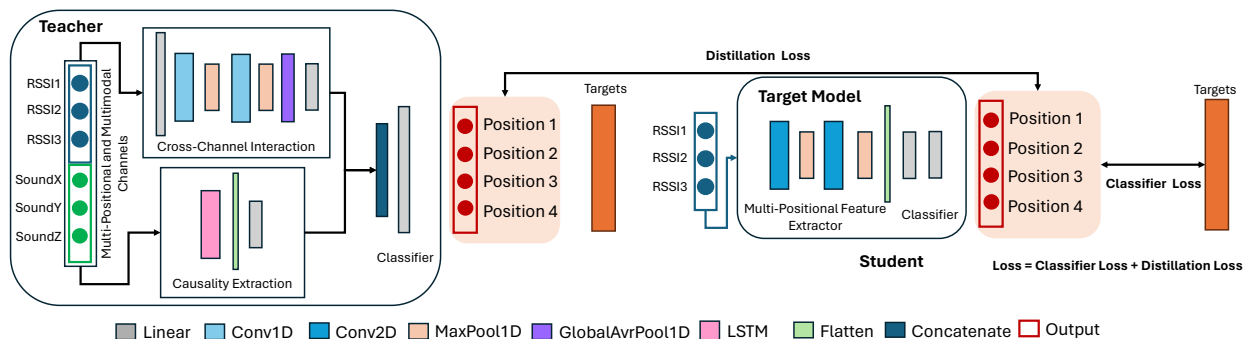 Teacher
RSSI1
RSSI2
RSSI3
SoundX
SoundY
SoundZ
Multi-Positional and Multimodal
Channels
Cross-Channel Interaction
Causality Extraction
Classifier
Position 1
Position 2
Position 3
Position 4
Targets
Distillation Loss
RSSI1
RSSI2
RSSI3
Target Model
Multi-Positional Feature
Extractor
Classifier
Student
Position 1
Position 2
Position 3
Position 4
Classifier Loss
Targets
Loss = Classifier Loss + Distillation Loss
Linear
Conv1D
Conv2D
MaxPool1D
GlobalAvrPool1D
LSTM
Flatten
Concatenate
Output